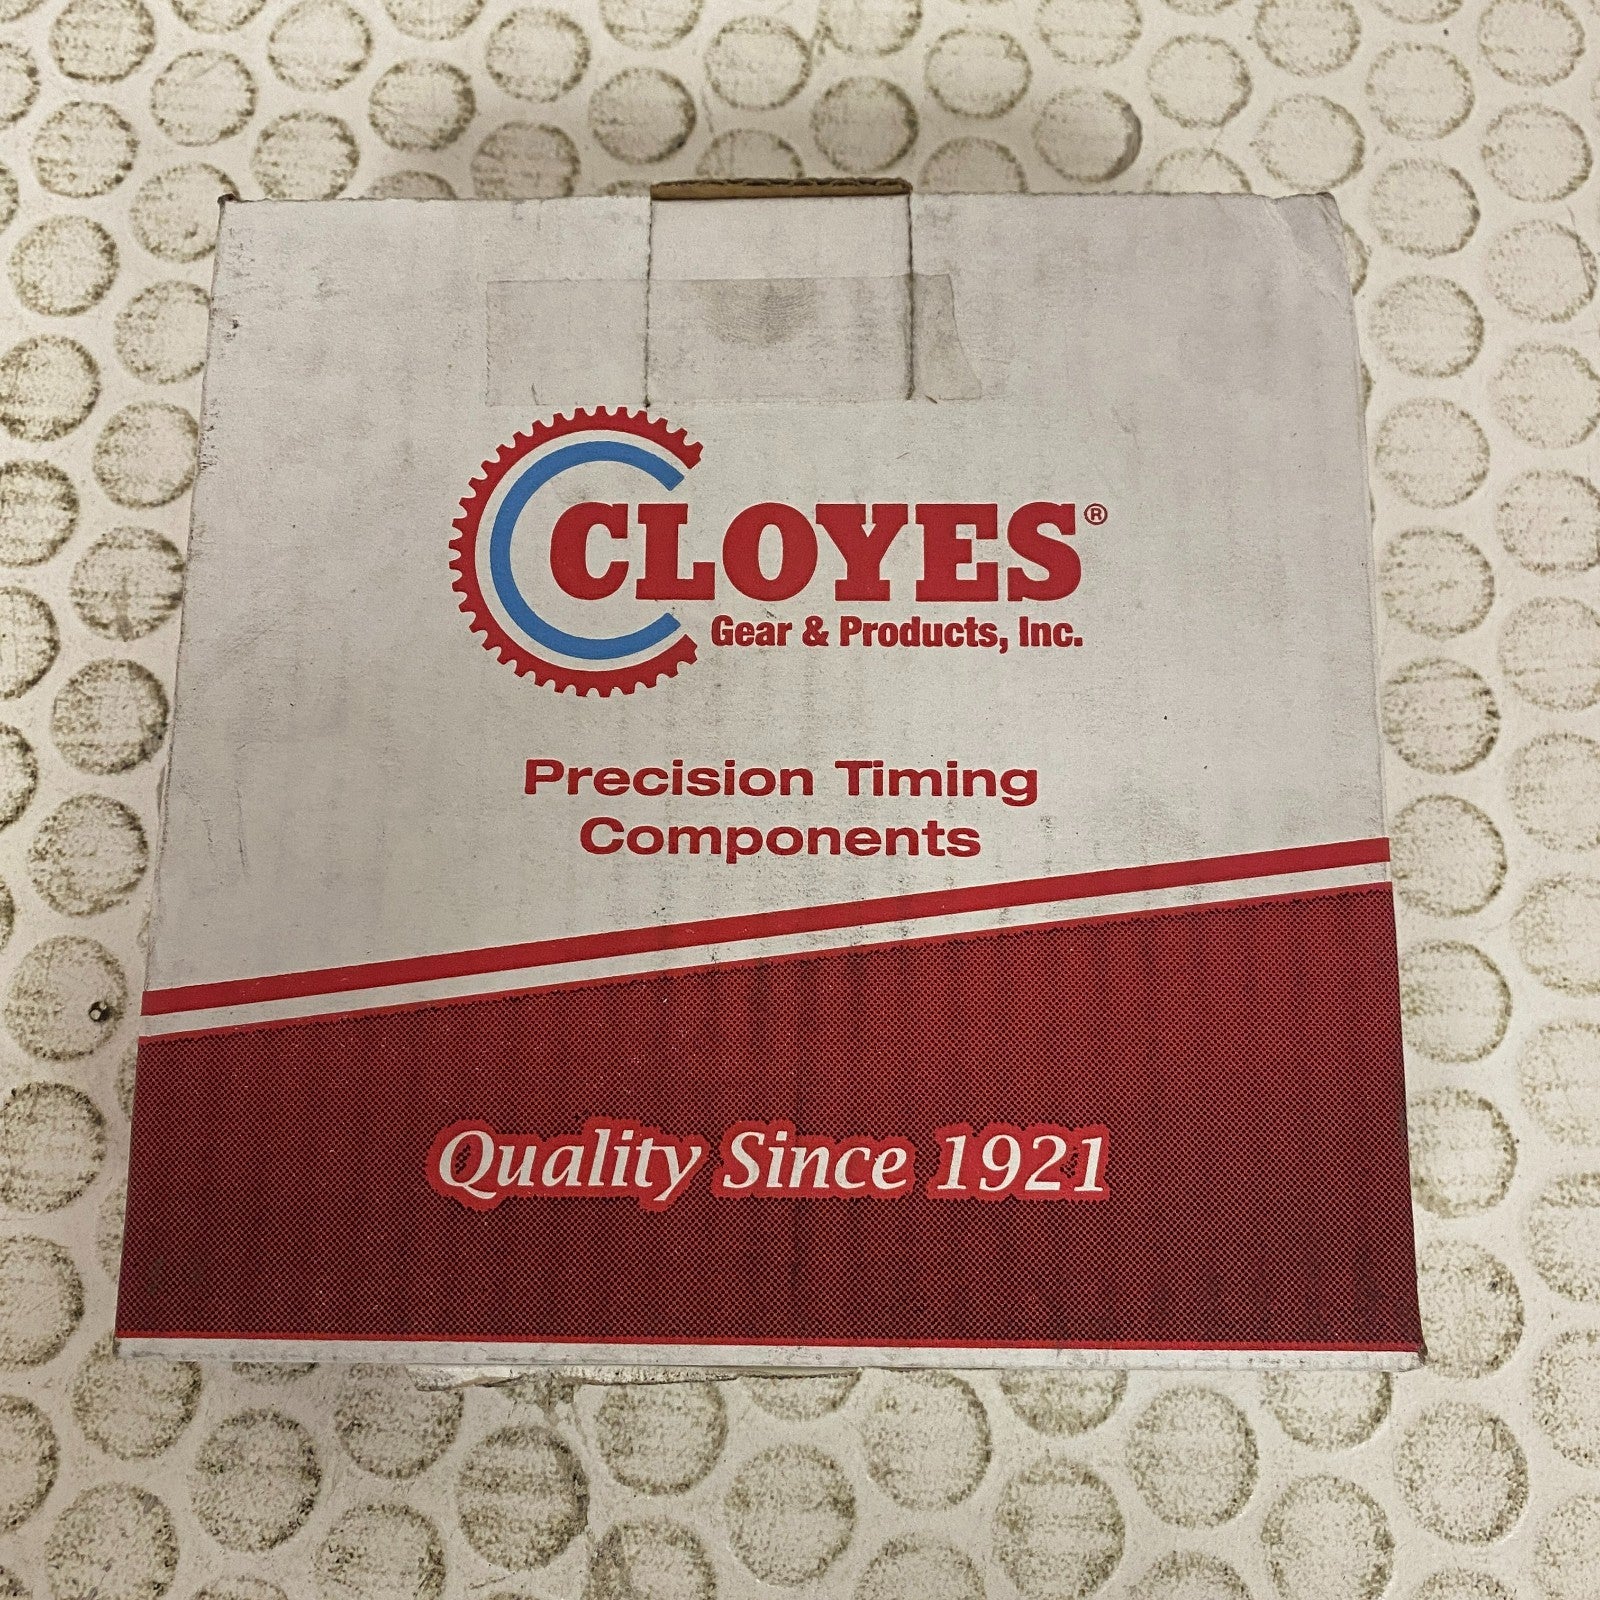 CLOYES®
Gear & Products, Inc.
Precision Timing
Components
Quality Since 1921